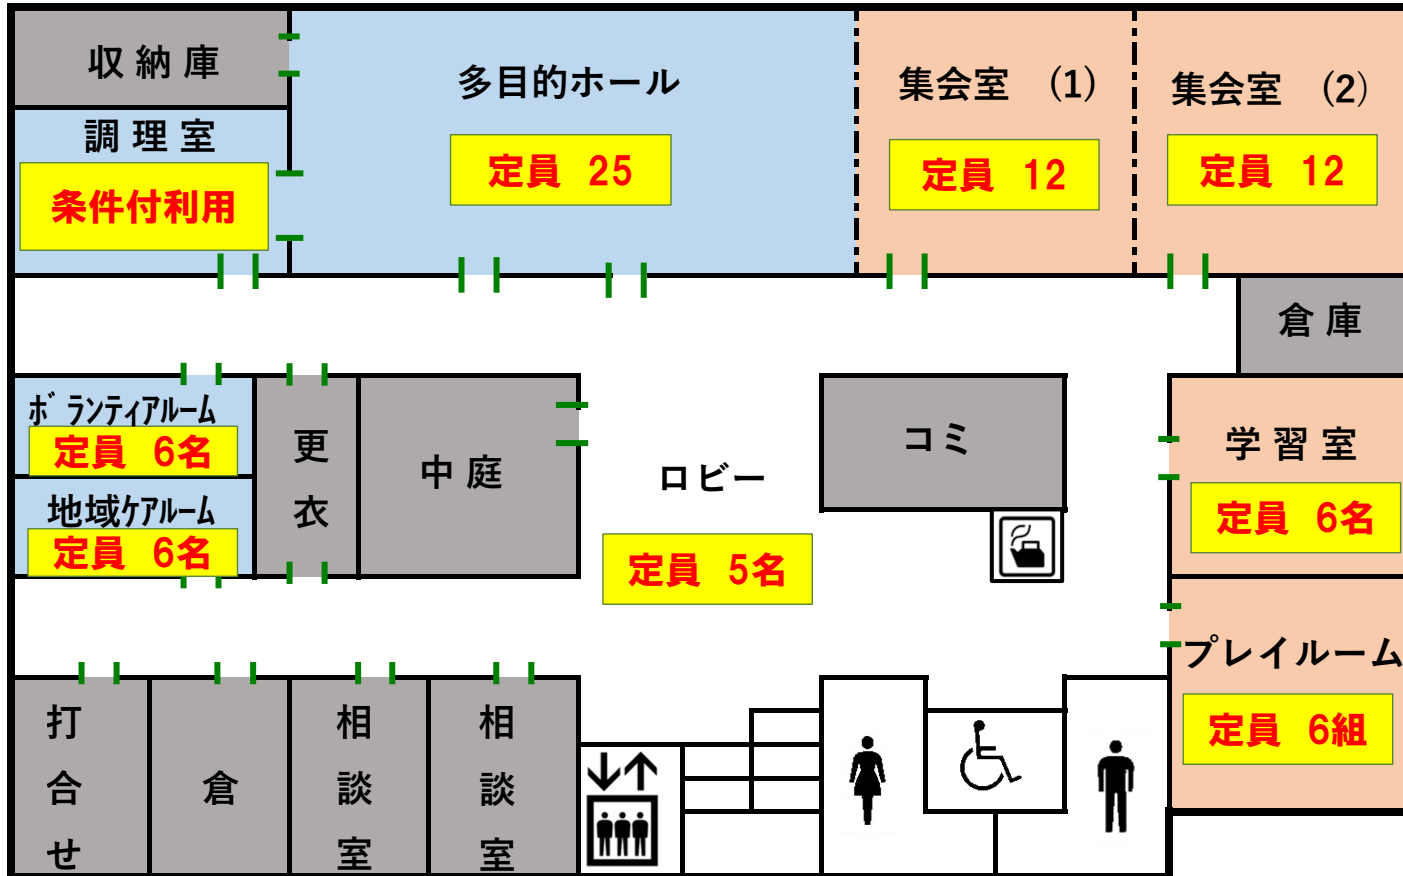 収納庫
多目的ホール
集会室 (1)
集会室 (2)
調理室
定員 25
定員 12
定員 12
条件付利用
倉庫
ボランティアルーム
定員 6名
更衣
中庭
ロビー
コミ
学習室
定員 6名
地域ケアルーム
定員 6名
定員 5名
プレイルーム
定員 6組
打合せ
倉
相談室
相談室